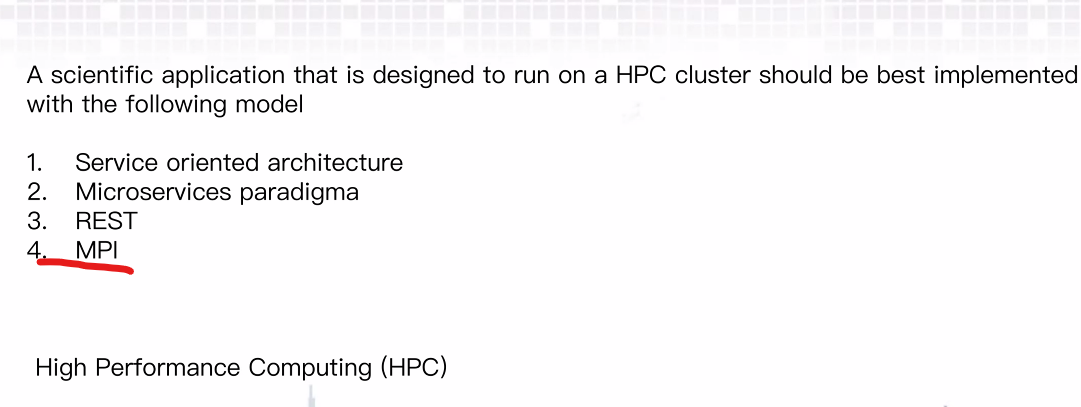 A scientific application that is designed to run on a HPC cluster should be best implemented
with the following model
1. Service oriented architecture
2. Microservices paradigma
3. REST
4. MPI
High Performance Computing (HPC)